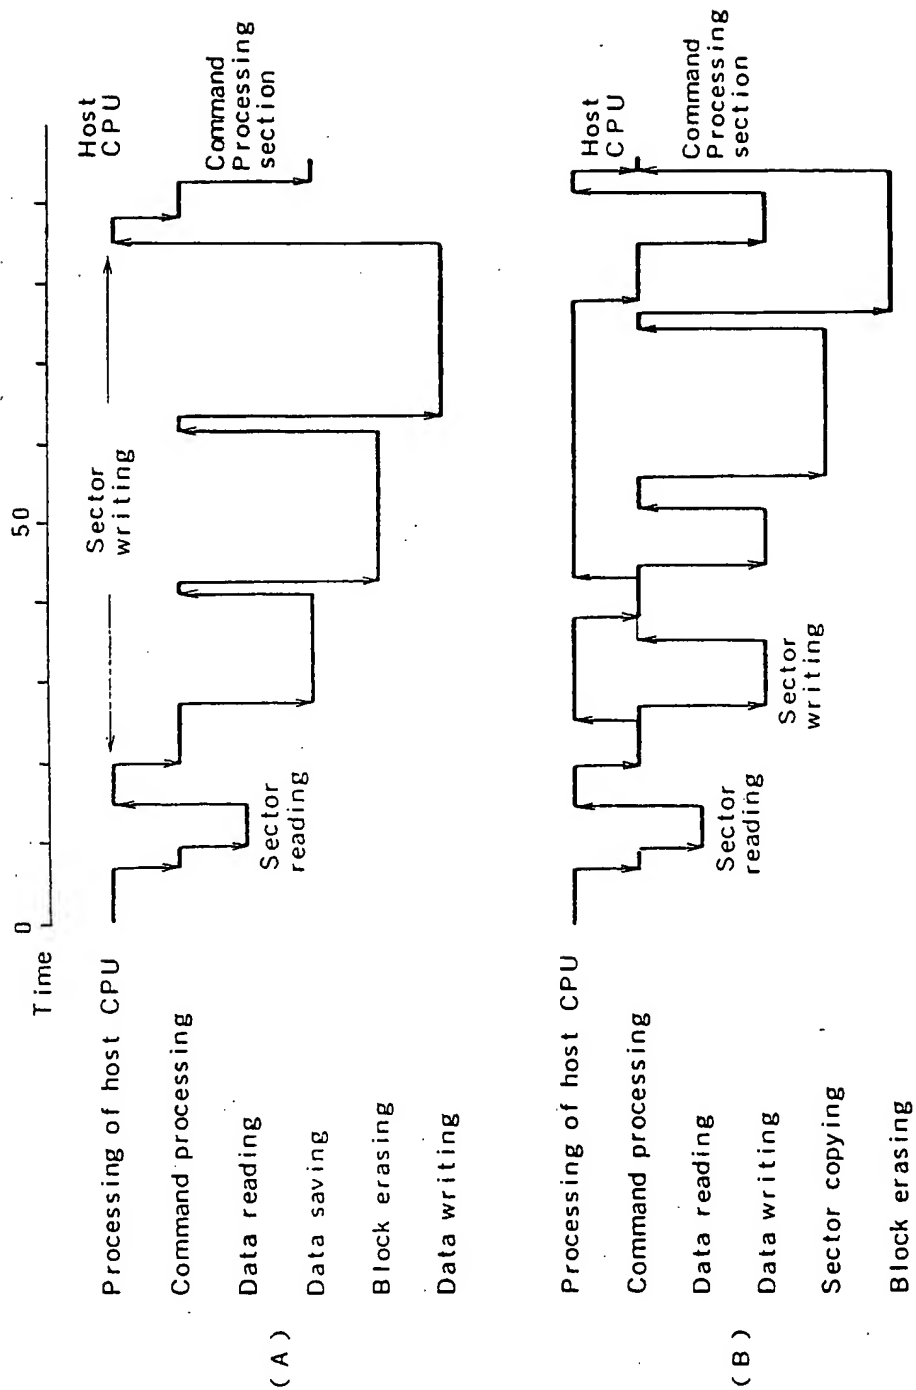 Time
0
50
(A)
Processing of host CPU
Command processing
Data reading
Data saving
Block erasing
Data writing
Sector
reading
Sector
writing
Host
CPU
Command
Processing
section
(B)
Processing of host CPU
Command processing
Data reading
Data writing
Sector copying
Block erasing
Sector
reading
Sector
writing
Host
CPU
Command
Processing
section